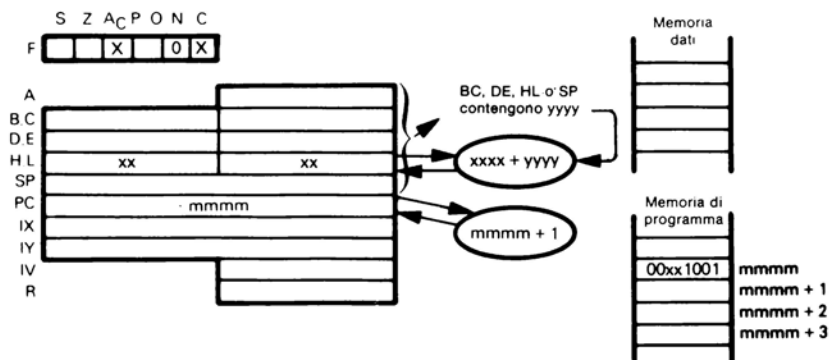 S Z AC P O N C
F X 0 X
A
B.C
D.E
H.L xx xx
SP
PC mmmm
IX
IY
IV
R
BC, DE, HL o' SP
contengono yyyy
xxxx + yyyy
mmmm + 1
Memoria
dati
Memoria di
programma
00xx1001 mmmm
mmmm + 1
mmmm + 2
mmmm + 3